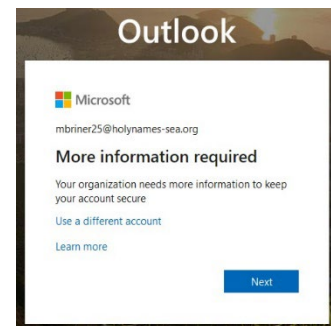 Outlook
Microsoft
mbriner25@holynames-sea.org
More information required
Your organization needs more information to keep
your account secure
Use a different account
Learn more
Next